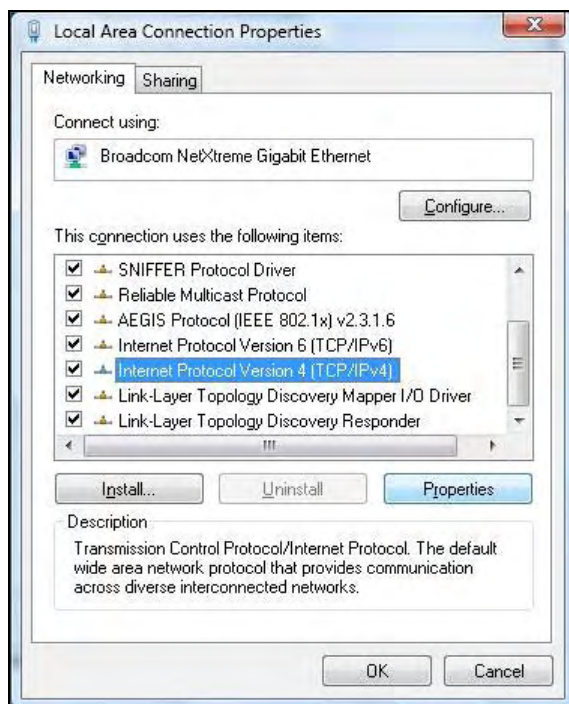 Local Area Connection Properties
Networking
Sharing
Connect using:
Broadcom NetXtreme Gigabit Ethernet
Configure...
This connection uses the following items:
SNIFFER Protocol Driver
Reliable Multicast Protocol
AEGIS Protocol (IEEE 802.1x) v2.3.1.6
Internet Protocol Version 6 (TCP/IPv6)
Internet Protocol Version 4 (TCP/IPv4)
Link-Layer Topology Discovery Mapper I/O Driver
Link-Layer Topology Discovery Responder
Install...
Uninstall
Properties
Description
Transmission Control Protocol/Internet Protocol. The default
wide area network protocol that provides communication
across diverse interconnected networks.
OK
Cancel